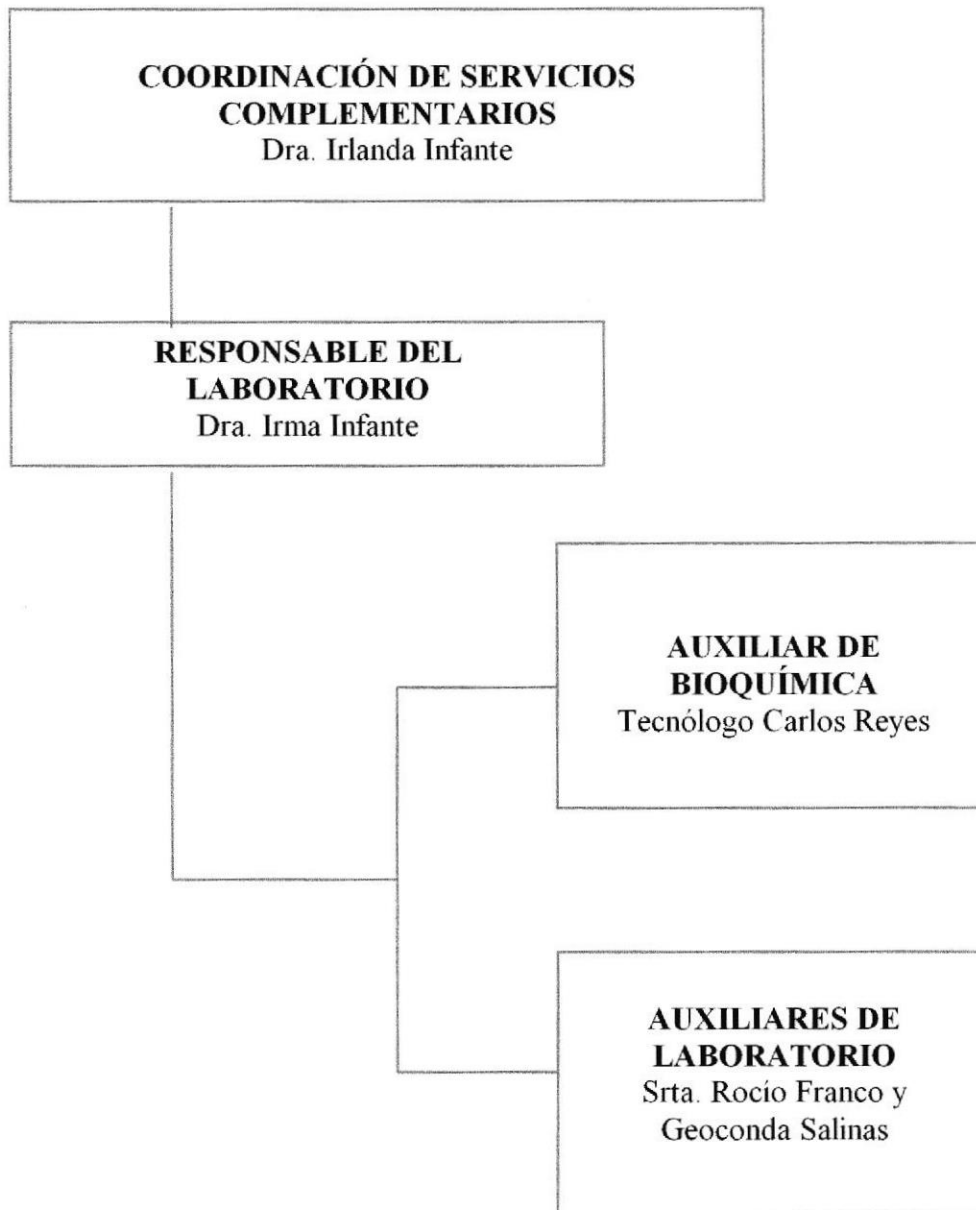 COORDINACIÓN DE SERVICIOS
COMPLEMENTARIOS
Dra. Irlanda Infante
RESPONSABLE DEL
LABORATORIO
Dra. Irma Infante
AUXILIAR DE
BIOQUÍMICA
Tecnólogo Carlos Reyes
AUXILIARES DE
LABORATORIO
Srta. Rocío Franco y
Geoconda Salinas